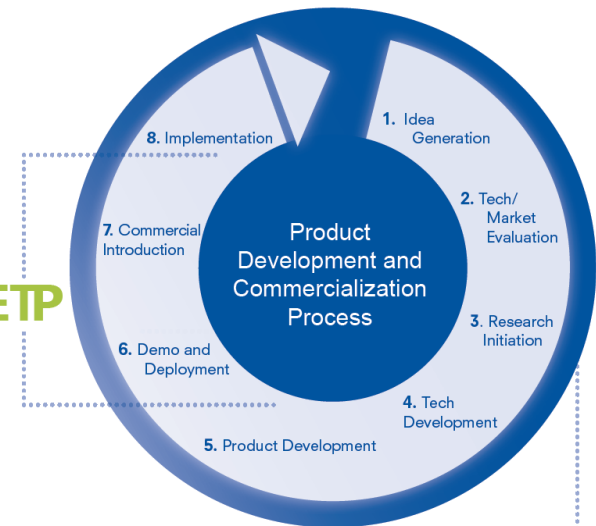 1. Idea
Generation
8. Implementation
2. Tech/
Market
Evaluation
7. Commercial
Introduction
Product
Development and
Commercialization
Process
ETP
3. Research
Initiation
6. Demo and
Deployment
4. Tech
Development
5. Product Development